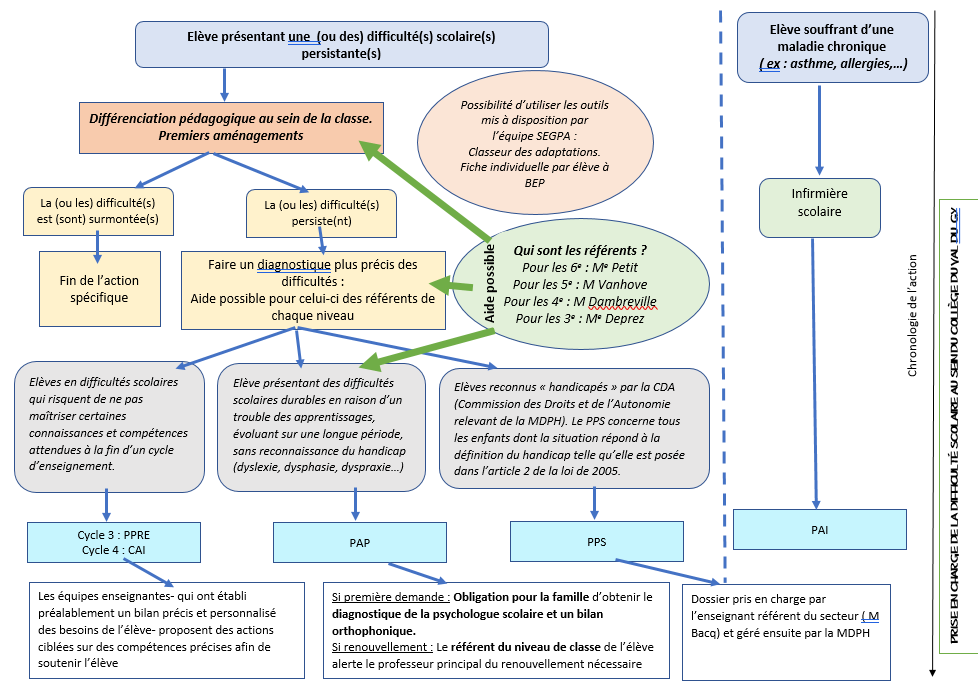 Elève présentant une (ou des) difficulté(s) scolaire(s)
persistante(s)
Elève souffrant d’une
maladie chronique
( ex : asthme, allergies,…)
Différenciation pédagogique au sein de la classe.
Premiers aménagements
Possibilité d’utiliser les outils
mis à disposition par
l’équipe SEGPA :
Classeur des adaptations.
Fiche individuelle par élève à
BEP
La (ou les) difficulté(s)
est (sont) surmontée(s)
La (ou les) difficulté(s)
persiste(nt)
Infirmière
scolaire
Fin de l’action
spécifique
Faire un diagnostique plus précis des
difficultés :
Aide possible pour celui-ci des référents de
chaque niveau
Aide possible
Qui sont les référents ?
Pour les 6e : Me Petit
Pour les 5e : M Vanhove
Pour les 4e : M Dambreville
Pour les 3e : Me Deprez
Chronologie de l’action
PRISE EN CHARGE DE LA DIFFICULTÉ SCOLAIRE AU SEIN DU COLLÈGE DU VAL DU GY
Elèves en difficultés scolaires
qui risquent de ne pas
maîtriser certaines
connaissances et compétences
attendues à la fin d’un cycle
d’enseignement.
Elève présentant des difficultés
scolaires durables en raison d’un
trouble des apprentissages,
évoluant sur une longue période,
sans reconnaissance du handicap
(dyslexie, dysphasie, dyspraxie…)
Elèves reconnus « handicapés » par la CDA
(Commission des Droits et de l’Autonomie
relevant de la MDPH). Le PPS concerne tous
les enfants dont la situation répond à la
définition du handicap telle qu’elle est posée
dans l’article 2 de la loi de 2005.
Cycle 3 : PPRE
Cycle 4 : CAI
PAP
PPS
PAI
Les équipes enseignantes- qui ont établi
préalablement un bilan précis et personnalisé
des besoins de l’élève- proposent des actions
ciblées sur des compétences précises afin de
soutenir l’élève
Si première demande : Obligation pour la famille d’obtenir le
diagnostique de la psychologue scolaire et un bilan
orthophonique.
Si renouvellement : Le référent du niveau de classe de l’élève
alerte le professeur principal du renouvellement nécessaire
Dossier pris en charge par
l’enseignant référent du secteur ( M
Bacq) et géré ensuite par la MDPH